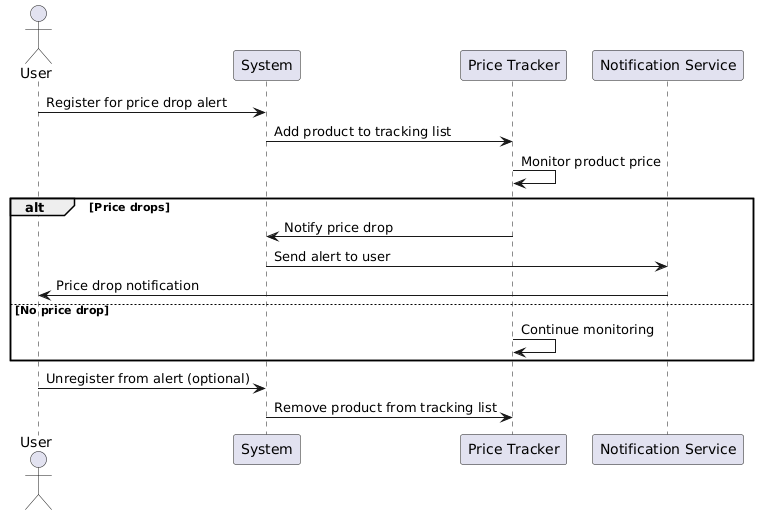 User
System
Price Tracker
Notification Service
Register for price drop alert
Add product to tracking list
Monitor product price
alt
[Price drops]
Notify price drop
Send alert to user
Price drop notification
[No price drop]
Continue monitoring
Unregister from alert (optional)
Remove product from tracking list
User
System
Price Tracker
Notification Service